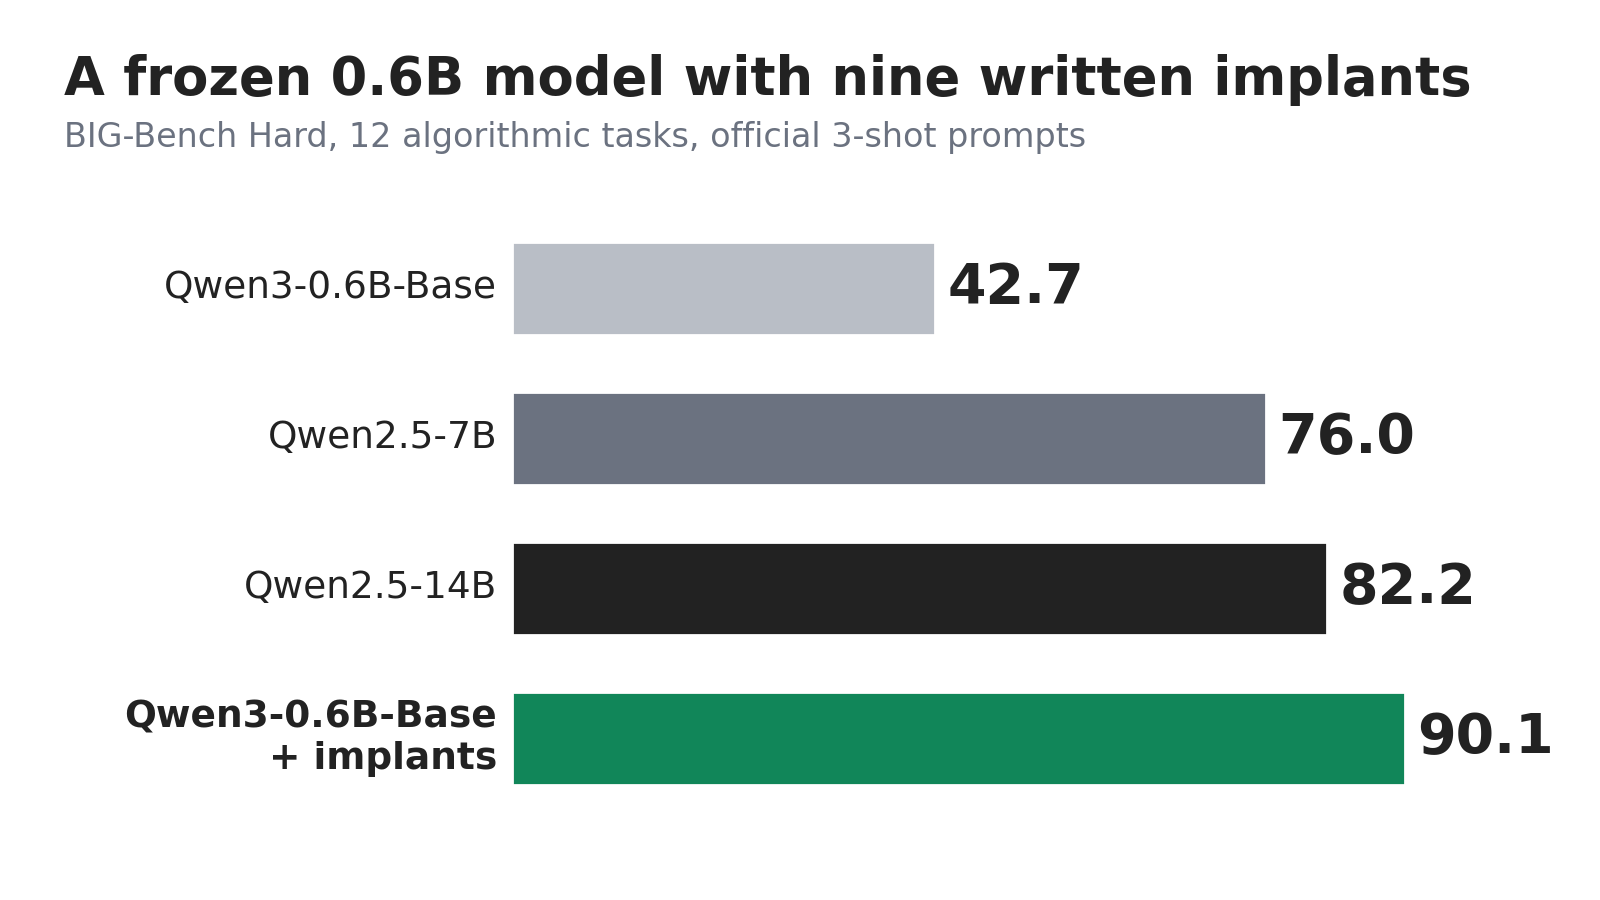 A frozen 0.6B model with nine written implants
BIG-Bench Hard, 12 algorithmic tasks, official 3-shot prompts
Qwen3-0.6B-Base 42.7
Qwen2.5-7B 76.0
Qwen2.5-14B 82.2
Qwen3-0.6B-Base
+ implants 90.1